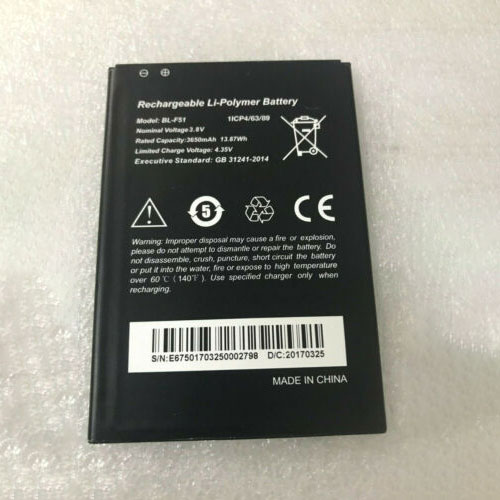 Rechargeable Li-Polymer Battery
Model: BL-F51 1ICP4/63/89
Nominal Voltage:3.8V
Rated Capacity:3650mAh 13.87Wh
Limited Charge Voltage: 4.35V
Executive Standard: GB 31241-2014
5
CE
Warning: Improper disposal may cause a fire or explosion,
please do not attempt to dismantle or repair the battery. Do
not disassemble, crush, puncture, short circuit the battery
or put it into the water, fire or expose to high temperature
over 60℃（140℉）. Use specified charger only when
recharging.
S/N:E67501703250002798 D/C:20170325
MADE IN CHINA